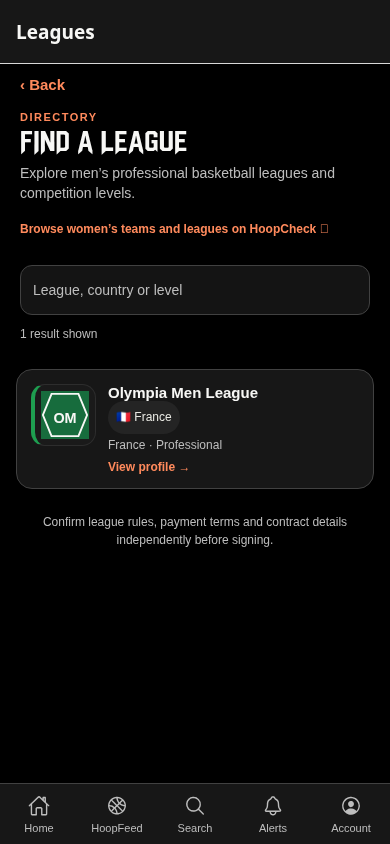 Leagues
‹ Back
DIRECTORY
FIND A LEAGUE
Explore men’s professional basketball leagues and
competition levels.
Browse women’s teams and leagues on HoopCheck
League, country or level
1 result shown
OM
Olympia Men League
🇫🇷 France
France · Professional
View profile →
Confirm league rules, payment terms and contract details
independently before signing.
Home
HoopFeed
Search
Alerts
Account